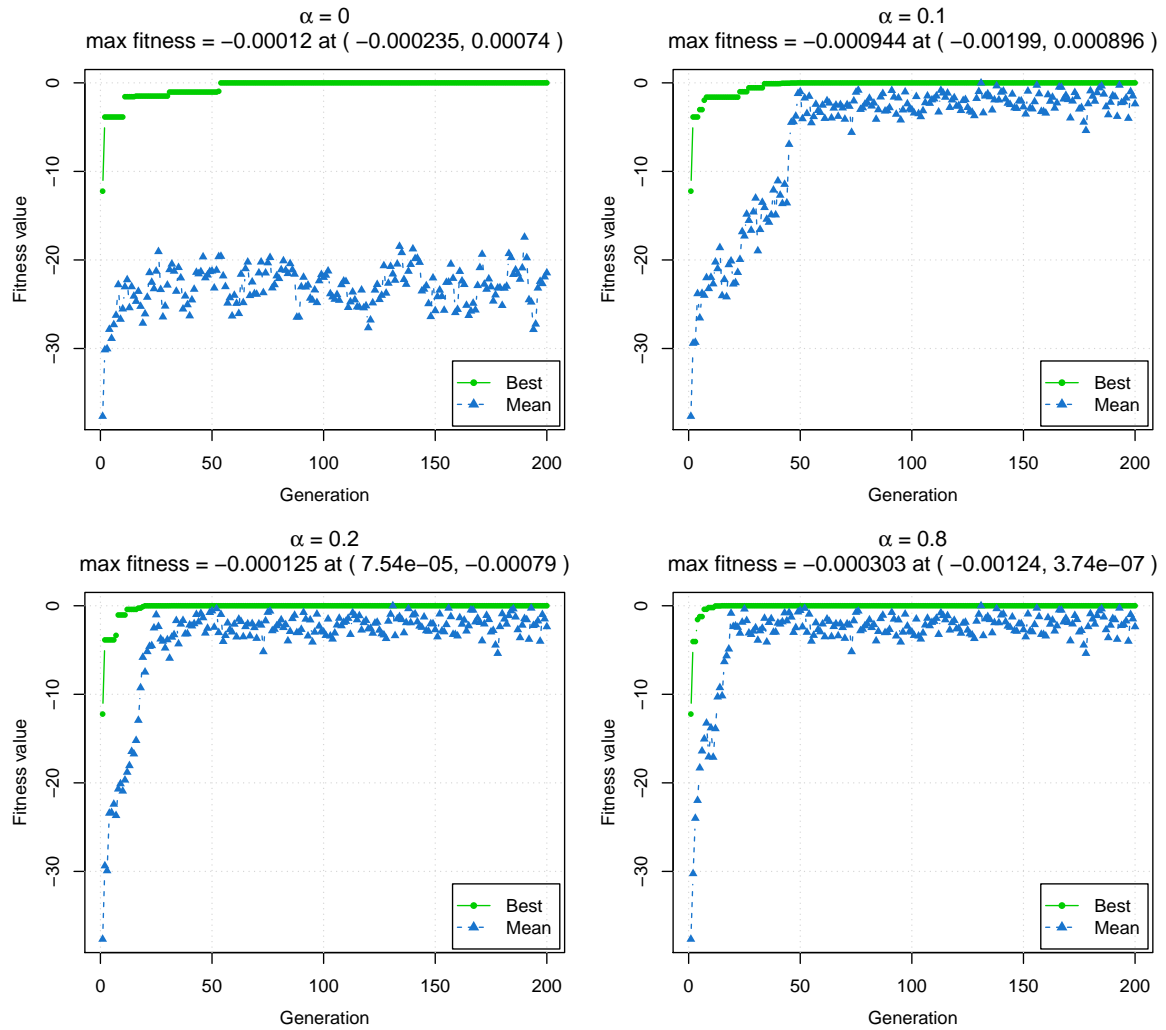 α = 0
max fitness = −0.00012 at ( −0.000235, 0.00074 )
0
−10
−20
−30
Fitness value
Best
Mean
0 50 100 150 200
Generation
α = 0.1
max fitness = −0.000944 at ( −0.00199, 0.000896 )
0
−10
−20
−30
Fitness value
Best
Mean
0 50 100 150 200
Generation
α = 0.2
max fitness = −0.000125 at ( 7.54e−05, −0.00079 )
0
−10
−20
−30
Fitness value
Best
Mean
0 50 100 150 200
Generation
α = 0.8
max fitness = −0.000303 at ( −0.00124, 3.74e−07 )
0
−10
−20
−30
Fitness value
Best
Mean
0 50 100 150 200
Generation